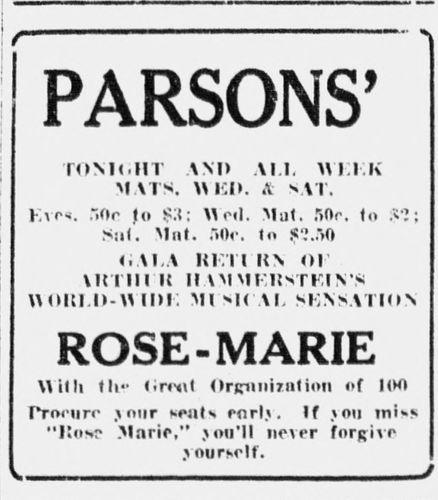 PARSONS'
TONIGHT AND ALL WEEK
MATS. WED. & SAT.
Eves. 50c to $3; Wed. Mat. 50c. to $2;
Sat. Mat. 50c. to $2.50
GALA RETURN OF
ARTHUR HAMMERSTEIN'S
WORLD-WIDE MUSICAL SENSATION
ROSE-MARIE
With the Great Organization of 100
Procure your seats early. If you miss
"Rose Marie," you'll never forgive
yourself.